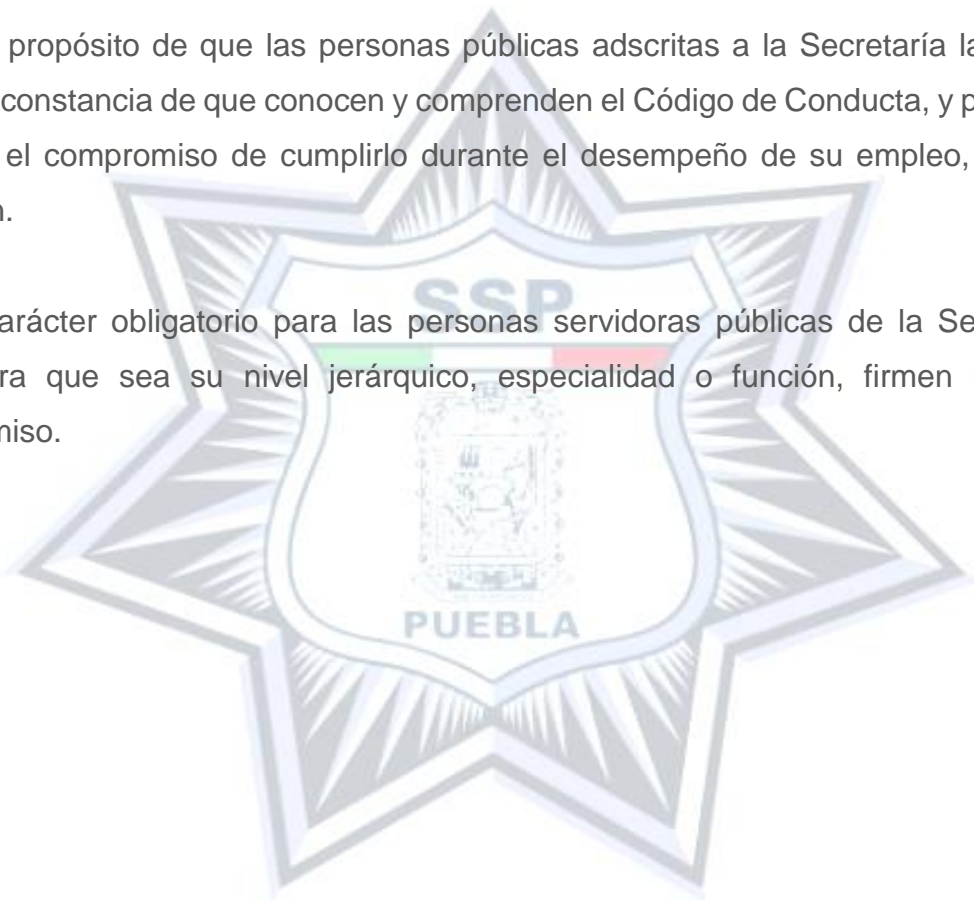 propósito de que las personas públicas adscritas a la Secretaría la
constancia de que conocen y comprenden el Código de Conducta, y p
el compromiso de cumplirlo durante el desempeño de su empleo,
n.
SSP
arácter obligatorio para las personas servidoras públicas de la Se
ra que sea su nivel jerárquico, especialidad o función, firmen
miso.
PUEBLA